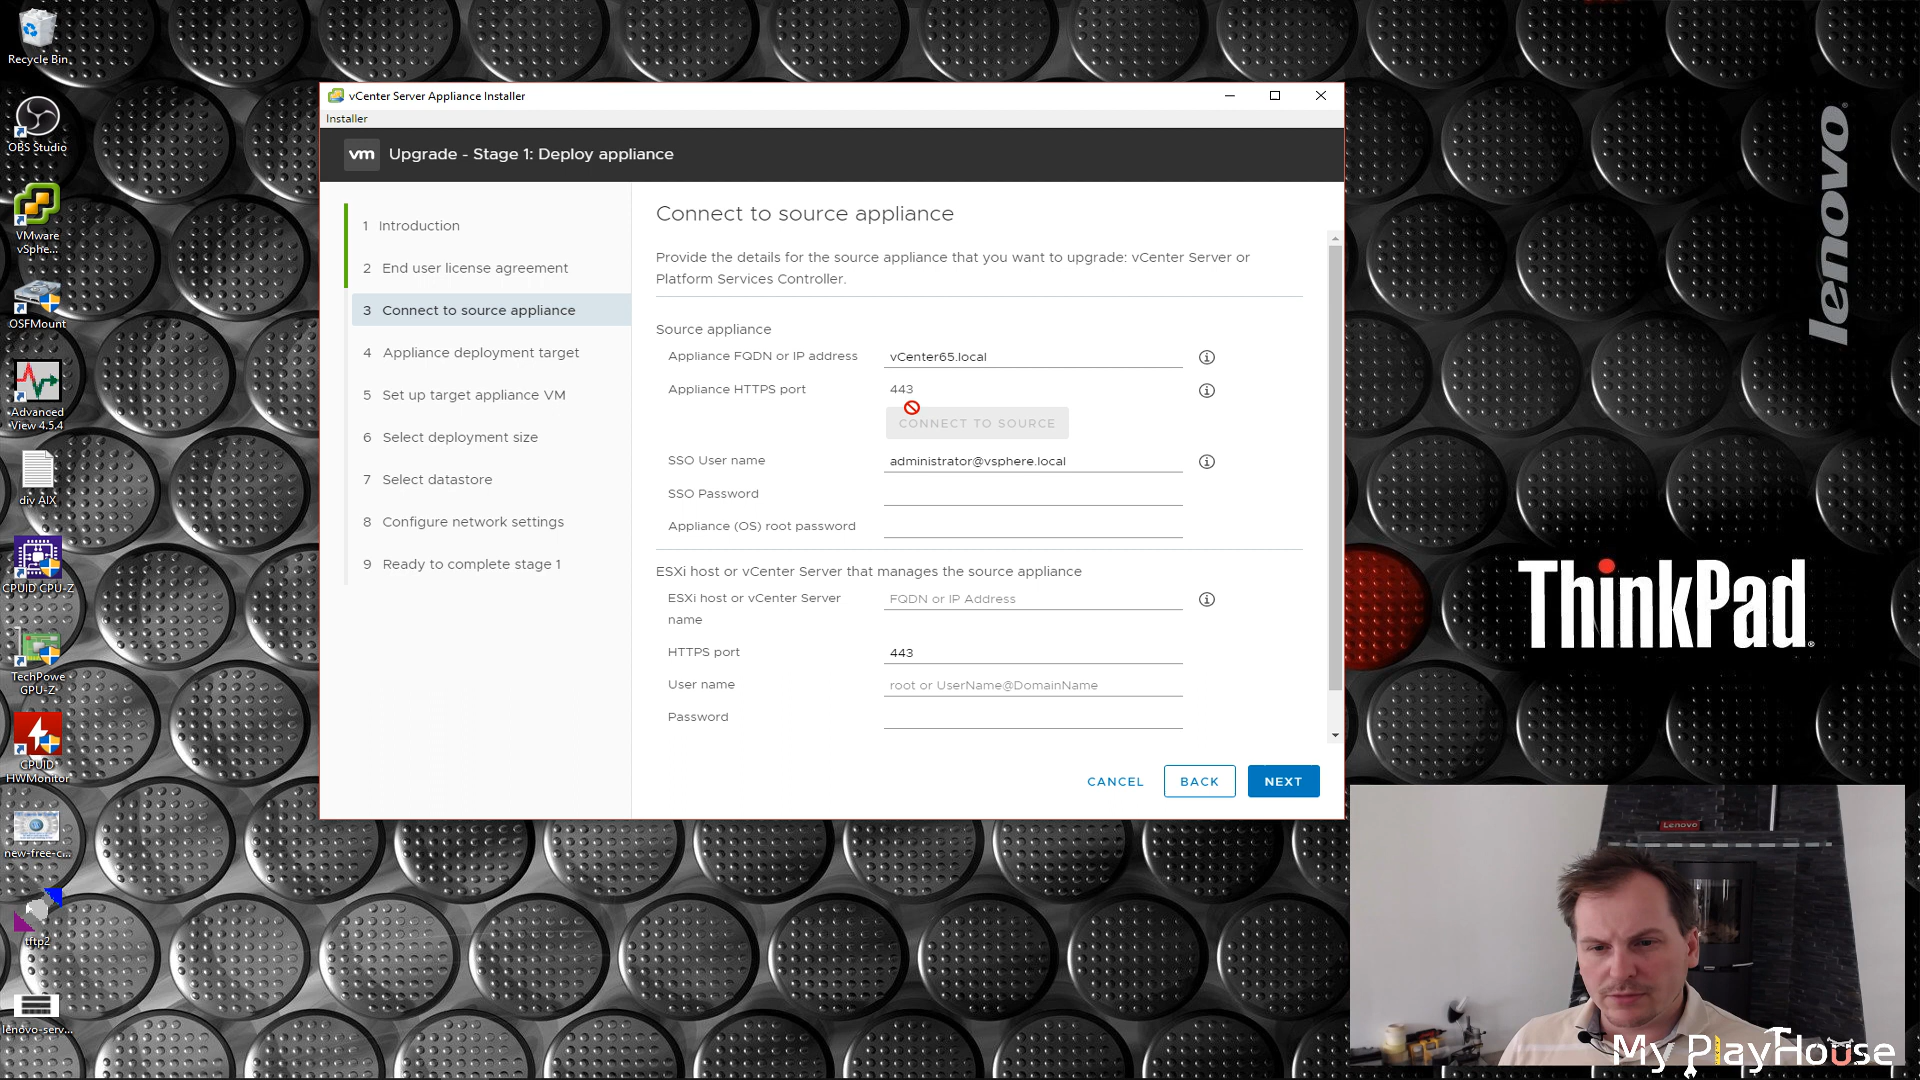 Recycle Bin
OBS Studio
VMware
vSphe...
OSFMount
Advanced
View 4.5.4
div AIX
CPUID CPU-Z
TechPowe
GPU-Z
CPUID
HWMonitor
new-free-c...
tftp2
lenovo-serv...
vCenter Server Appliance Installer
Installer
vm Upgrade - Stage 1: Deploy appliance
1 Introduction
2 End user license agreement
3 Connect to source appliance
4 Appliance deployment target
5 Set up target appliance VM
6 Select deployment size
7 Select datastore
8 Configure network settings
9 Ready to complete stage 1
Connect to source appliance
Provide the details for the source appliance that you want to upgrade: vCenter Server or
Platform Services Controller.
Source appliance
Appliance FQDN or IP address vCenter65.local
Appliance HTTPS port 443
CONNECT TO SOURCE
SSO User name administrator@vsphere.local
SSO Password
Appliance (OS) root password
ESXi host or vCenter Server that manages the source appliance
ESXi host or vCenter Server FQDN or IP Address
name
HTTPS port 443
User name root or UserName@DomainName
Password
CANCEL BACK NEXT
lenovo
ThinkPad
Lenovo
My PlayHouse